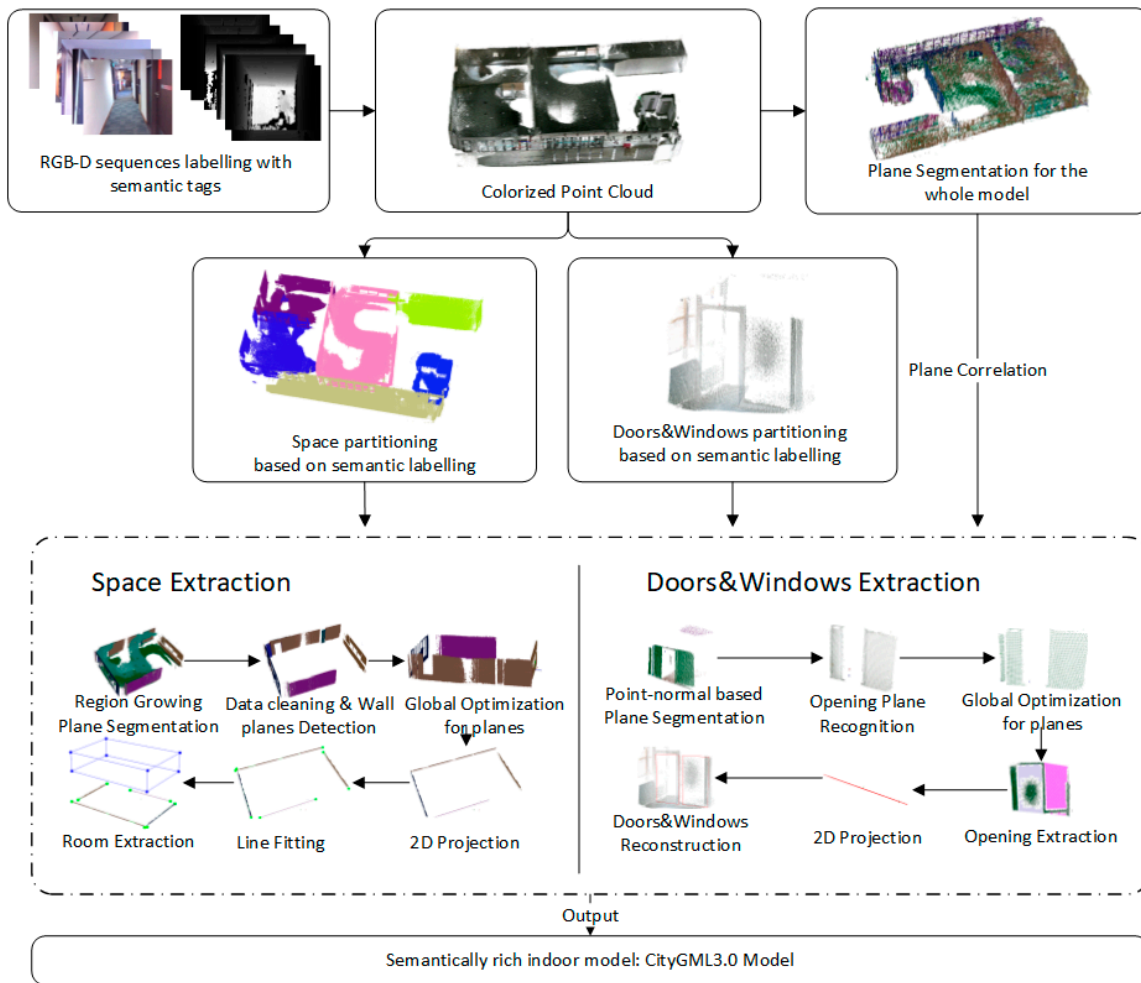 RGB-D sequences labelling with
semantic tags
Colorized Point Cloud
Plane Segmentation for the
whole model
Space partitioning
based on semantic labelling
Doors&Windows partitioning
based on semantic labelling
Plane Correlation
Space Extraction
Region Growing
Plane Segmentation
Data cleaning & Wall
planes Detection
Global Optimization
for planes
Room Extraction
Line Fitting
2D Projection
Doors&Windows Extraction
Point-normal based
Plane Segmentation
Opening Plane
Recognition
Global Optimization
for planes
Doors&Windows
Reconstruction
2D Projection
Opening Extraction
Output
Semantically rich indoor model: CityGML3.0 Model